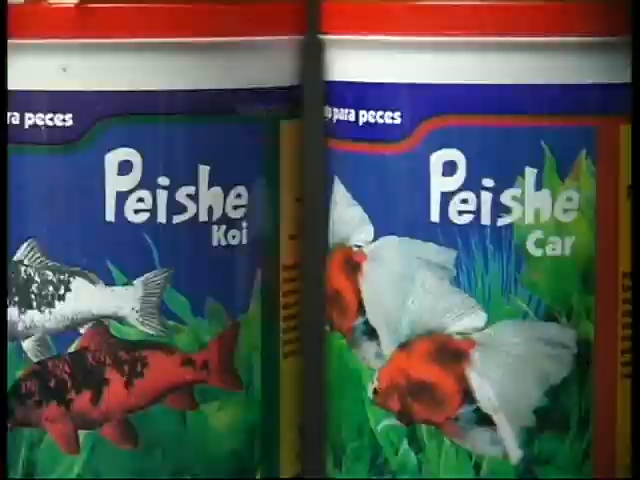 ra peces
Peishe
Koi
para peces
Peishe
Car